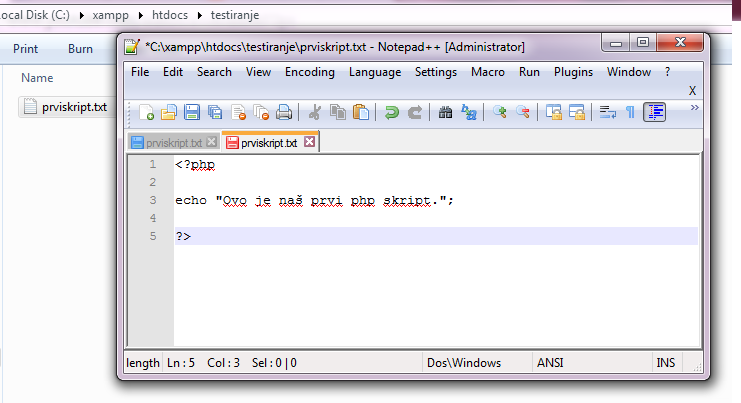 ocal Disk (C:) ▸ xampp ▸ htdocs ▸ testiranje
Print Burn
Name
prviskript.txt
*C:\xampp\htdocs\testiranje\prviskript.txt - Notepad++ [Administrator]
File Edit Search View Encoding Language Settings Macro Run Plugins Window ?
X
prviskript.txt prviskript.txt
1 <?php
2
3 echo "Ovo je naš prvi php skript.";
4
5 ?>
length Ln : 5 Col : 3 Sel : 0 | 0 Dos\Windows ANSI INS